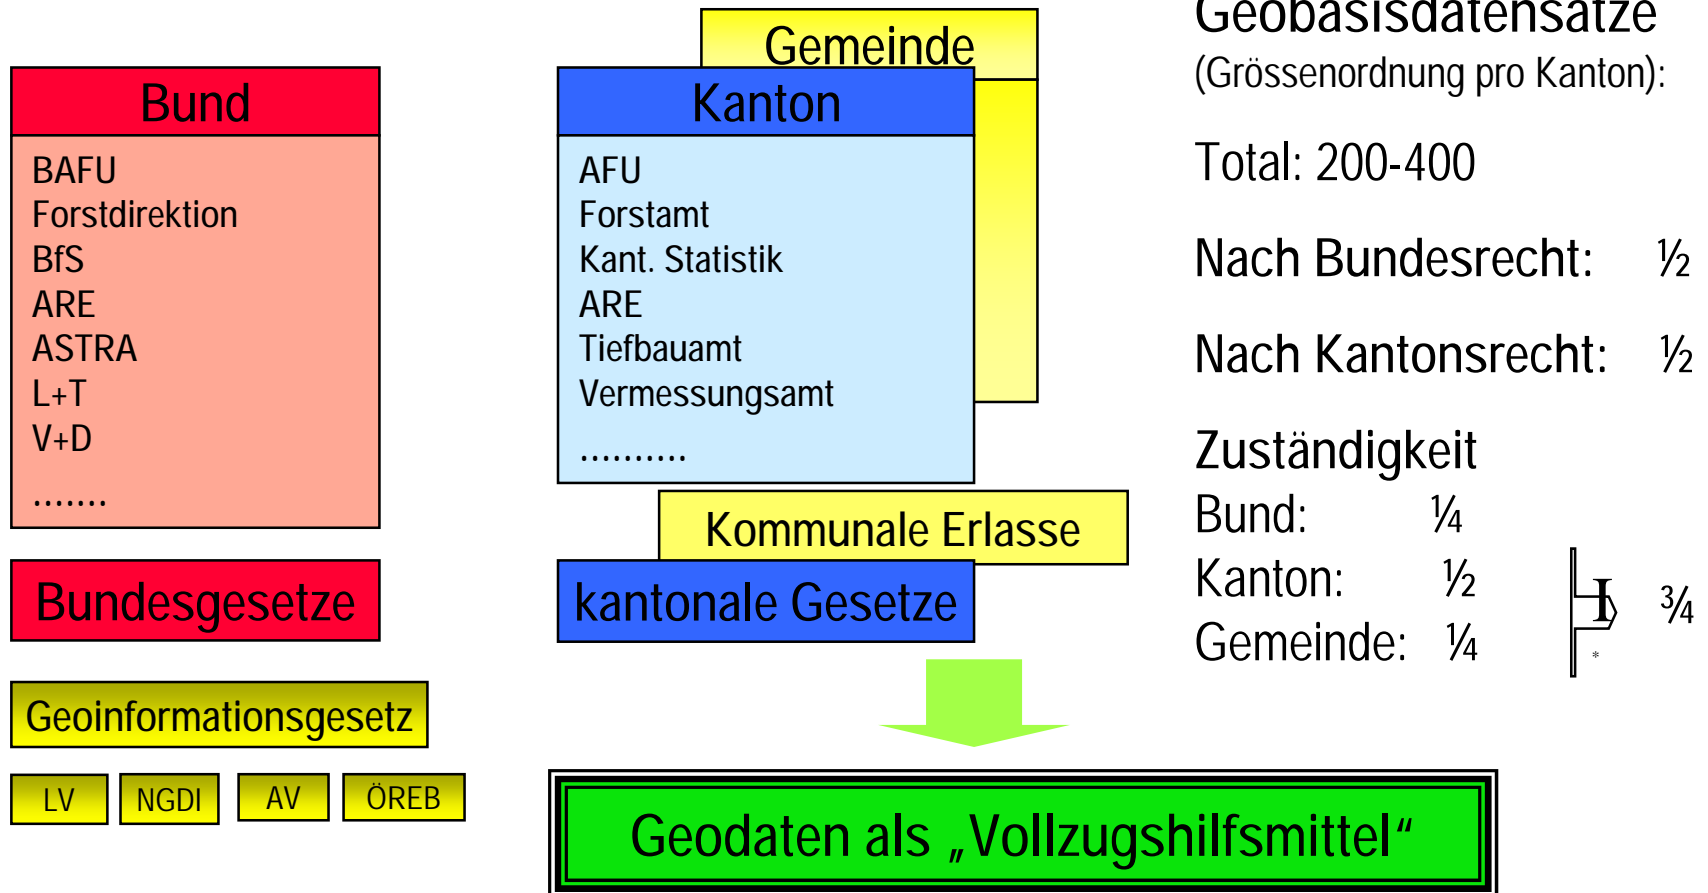 Bund
BAFU
Forstdirektion
BfS
ARE
ASTRA
L+T
V+D
.......
Bundesgesetze
Geoinformationsgesetz
LV
NGDI
AV
ÖREB
Gemeinde
Kanton
AFU
Forstamt
Kant. Statistik
ARE
Tiefbauamt
Vermessungsamt
..........
Kommunale Erlasse
kantonale Gesetze
Geodaten als „Vollzugshilfsmittel“
Geobasisdatensätze
(Grössenordnung pro Kanton):
Total: 200-400
Nach Bundesrecht: ½
Nach Kantonsrecht: ½
Zuständigkeit
Bund: ¼
Kanton: ½
Gemeinde: ¼
I
*
¾